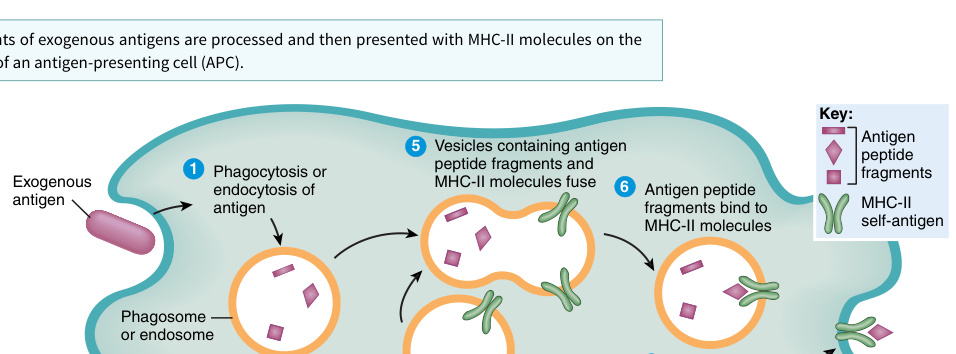 nts of exogenous antigens are processed and then presented with MHC-II molecules on the
of an antigen-presenting cell (APC).
Key:
Antigen
peptide
fragments
MHC-II
self-antigen
5 Vesicles containing antigen
peptide fragments and
MHC-II molecules fuse
1 Phagocytosis or
endocytosis of
antigen
6 Antigen peptide
fragments bind to
MHC-II molecules
Exogenous
antigen
Phagosome
or endosome